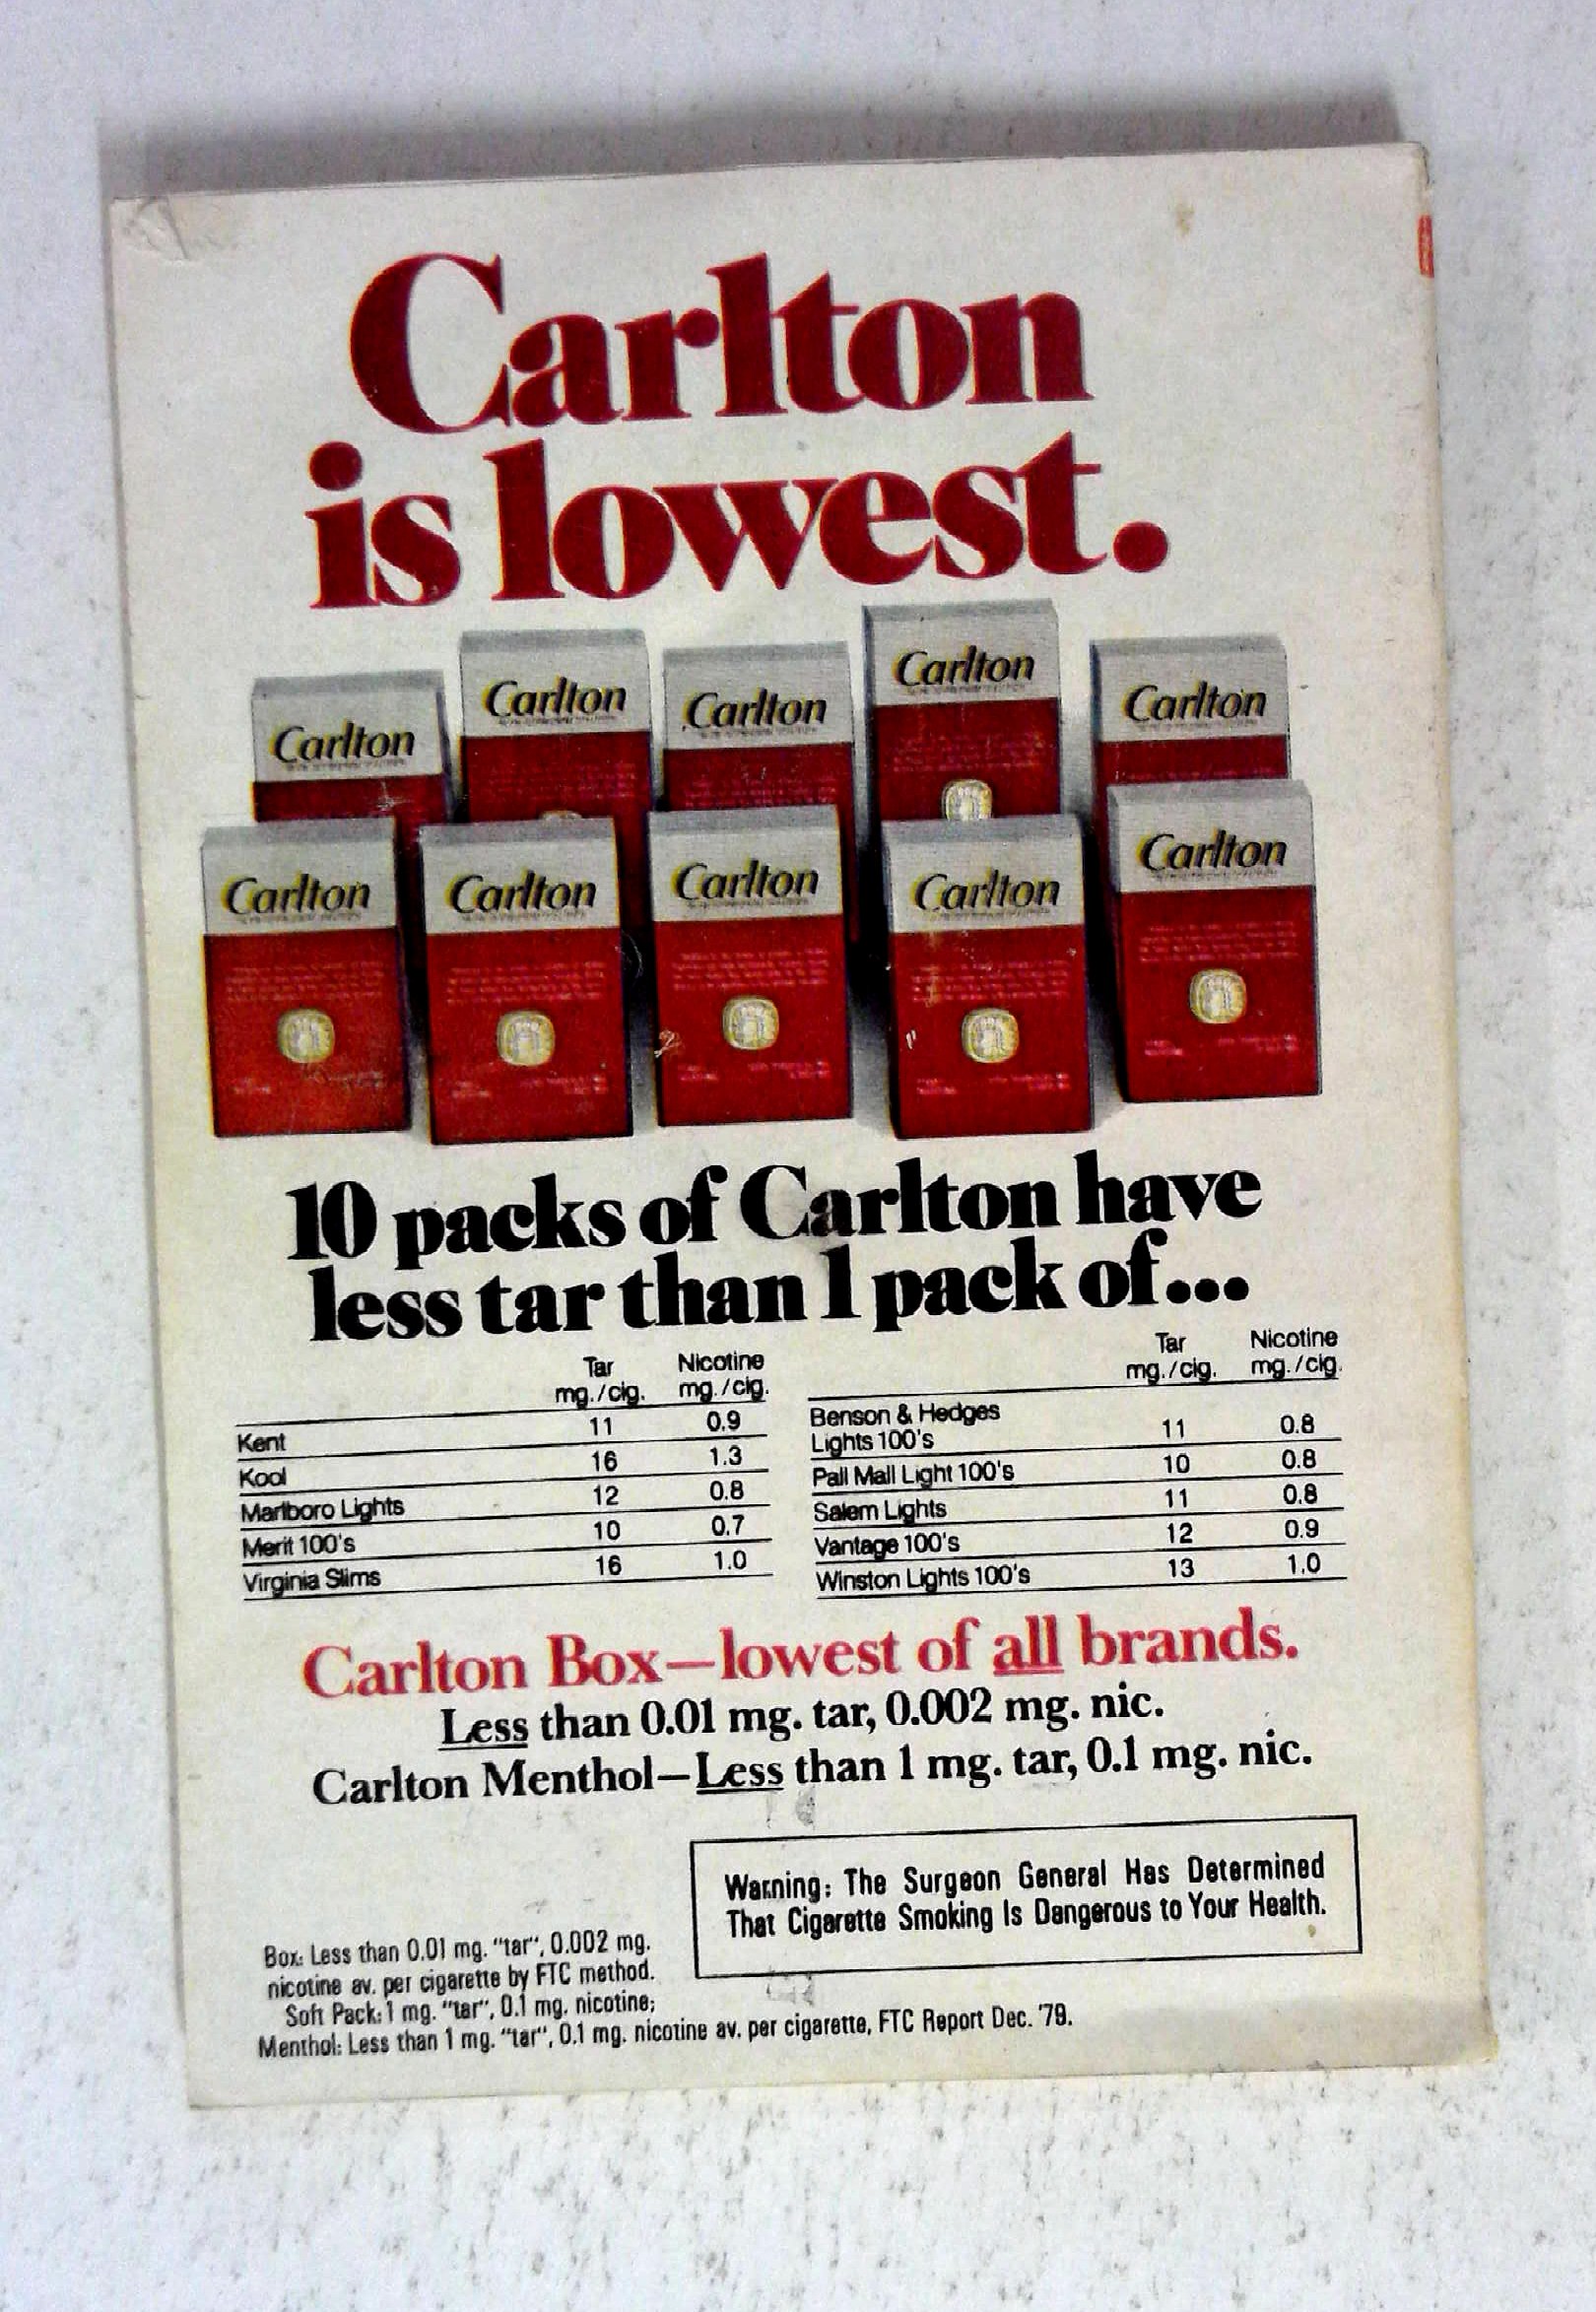 Carlton
is lowest.
Carlton
Carlton
Carlton
Carlton
Carlton
Carlton
Carlton
Carlton
Carlton
Carlton
10 packs of Carlton have
less tar than 1 pack of...
Tar Nicotine
mg./cig. mg./cig.
Kent 11 0.9
Kool 16 1.3
Marlboro Lights 12 0.8
Merit 100's 10 0.7
Virginia Slims 16 1.0
Tar Nicotine
mg./cig. mg./cig.
Benson & Hedges
Lights 100's 11 0.8
Pall Mall Light 100's 10 0.8
Salem Lights 11 0.8
Vantage 100's 12 0.9
Winston Lights 100's 13 1.0
Carlton Box—lowest of all brands.
Less than 0.01 mg. tar, 0.002 mg. nic.
Carlton Menthol—Less than 1 mg. tar, 0.1 mg. nic.
Warning: The Surgeon General Has Determined
That Cigarette Smoking Is Dangerous to Your Health.
Box: Less than 0.01 mg. "tar", 0.002 mg.
nicotine av. per cigarette by FTC method.
Soft Pack: 1 mg. "tar", 0.1 mg. nicotine;
Menthol: Less than 1 mg. "tar", 0.1 mg. nicotine av. per cigarette, FTC Report Dec. '79.